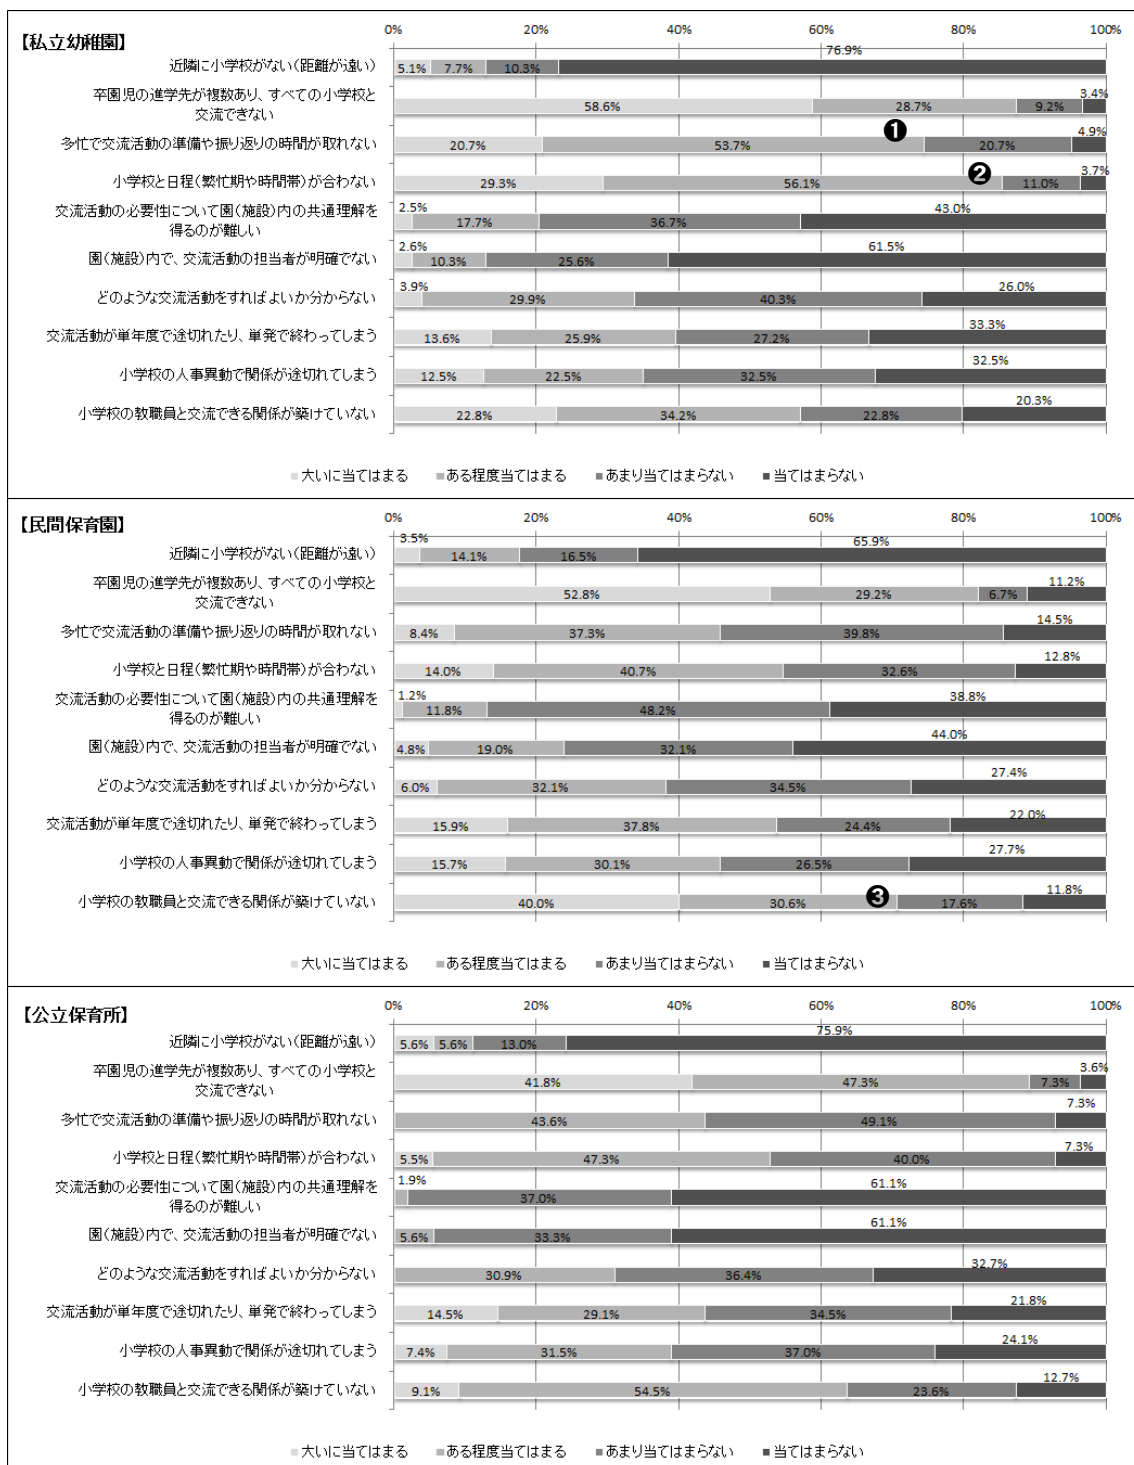 【私立幼稚園】
0% 20% 40% 60% 80% 100%
近隣に小学校がない(距離が遠い) 5.1% 7.7% 10.3% 76.9%
卒園児の進学先が複数あり、すべての小学校と
交流できない 58.6% 28.7% 9.2% 3.4%
❶
多忙で交流活動の準備や振り返りの時間が取れない 20.7% 53.7% 20.7% 4.9%
❷
小学校と日程(繁忙期や時間帯)が合わない 29.3% 56.1% 11.0% 3.7%
交流活動の必要性について園(施設)内の共通理解を
得るのが難しい 2.5% 17.7% 36.7% 43.0%
園(施設)内で、交流活動の担当者が明確でない 2.6% 10.3% 25.6% 61.5%
どのような交流活動をすればよいか分からない 3.9% 29.9% 40.3% 26.0%
交流活動が単年度で途切れたり、単発で終わってしまう 13.6% 25.9% 27.2% 33.3%
小学校の人事異動で関係が途切れてしまう 12.5% 22.5% 32.5% 32.5%
小学校の教職員と交流できる関係が築けていない 22.8% 34.2% 22.8% 20.3%
大いに当てはまる ある程度当てはまる あまり当てはまらない 当てはまらない
【民間保育園】
0% 20% 40% 60% 80% 100%
近隣に小学校がない(距離が遠い) 3.5% 14.1% 16.5% 65.9%
卒園児の進学先が複数あり、すべての小学校と
交流できない 52.8% 29.2% 6.7% 11.2%
多忙で交流活動の準備や振り返りの時間が取れない 8.4% 37.3% 39.8% 14.5%
小学校と日程(繁忙期や時間帯)が合わない 14.0% 40.7% 32.6% 12.8%
交流活動の必要性について園(施設)内の共通理解を
得るのが難しい 1.2% 11.8% 48.2% 38.8%
園(施設)内で、交流活動の担当者が明確でない 4.8% 19.0% 32.1% 44.0%
どのような交流活動をすればよいか分からない 6.0% 32.1% 34.5% 27.4%
交流活動が単年度で途切れたり、単発で終わってしまう 15.9% 37.8% 24.4% 22.0%
小学校の人事異動で関係が途切れてしまう 15.7% 30.1% 26.5% 27.7%
小学校の教職員と交流できる関係が築けていない 40.0% 30.6% ❸ 17.6% 11.8%
大いに当てはまる ある程度当てはまる あまり当てはまらない 当てはまらない
【公立保育所】
0% 20% 40% 60% 80% 100%
近隣に小学校がない(距離が遠い) 5.6% 5.6% 13.0% 75.9%
卒園児の進学先が複数あり、すべての小学校と
交流できない 41.8% 47.3% 7.3% 3.6%
多忙で交流活動の準備や振り返りの時間が取れない 43.6% 49.1% 7.3%
小学校と日程(繁忙期や時間帯)が合わない 5.5% 47.3% 40.0% 7.3%
交流活動の必要性について園(施設)内の共通理解を
得るのが難しい 1.9% 37.0% 61.1%
園(施設)内で、交流活動の担当者が明確でない 5.6% 33.3% 61.1%
どのような交流活動をすればよいか分からない 30.9% 36.4% 32.7%
交流活動が単年度で途切れたり、単発で終わってしまう 14.5% 29.1% 34.5% 21.8%
小学校の人事異動で関係が途切れてしまう 7.4% 31.5% 37.0% 24.1%
小学校の教職員と交流できる関係が築けていない 9.1% 54.5% 23.6% 12.7%
大いに当てはまる ある程度当てはまる あまり当てはまらない 当てはまらない